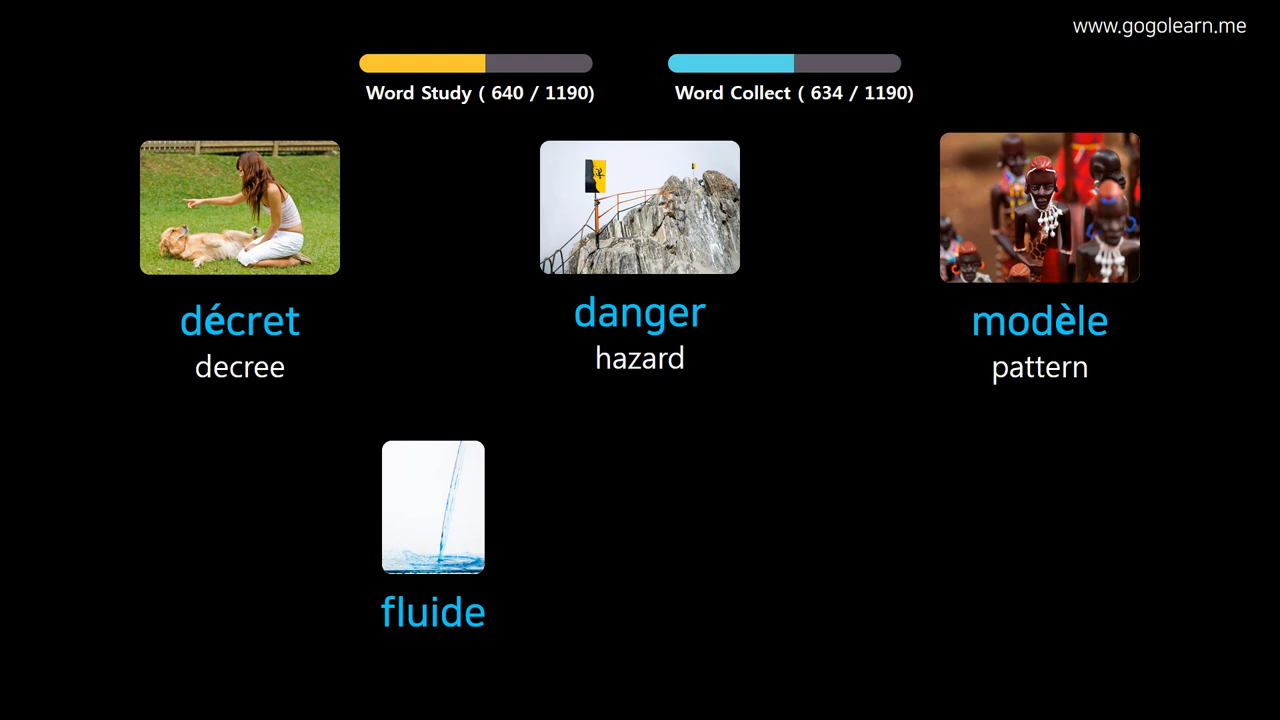 www.gogolearn.me
Word Study ( 640 / 1190)
Word Collect ( 634 / 1190)
décret
decree
danger
hazard
modèle
pattern
fluide